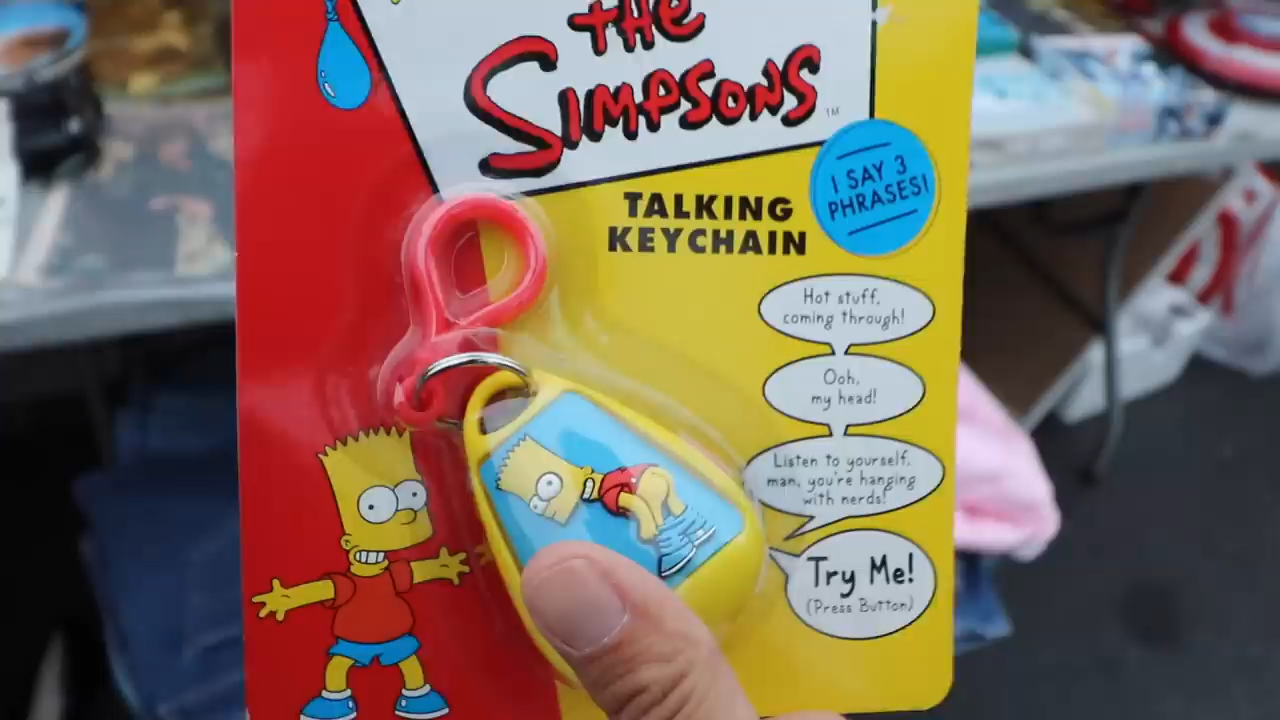 the
SIMPSONS
TM
I SAY 3
PHRASES!
TALKING
KEYCHAIN
Hot stuff,
coming through!
Ooh,
my head!
Listen to yourself,
man, you're hanging
with nerds!
Try Me!
(Press Button)